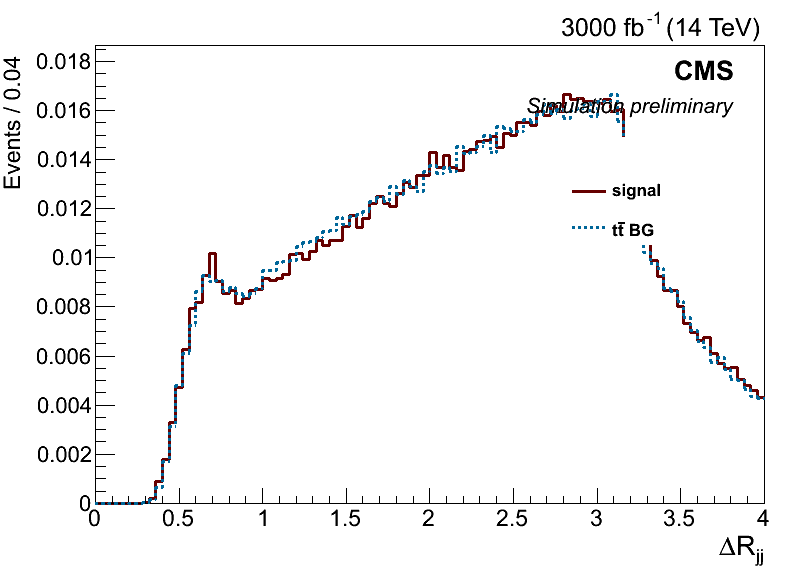 3000 fb⁻¹ (14 TeV)
CMS
Simulation preliminary
Events / 0.04
0.018
0.016
0.014
0.012
0.01
0.008
0.006
0.004
0.002
0
signal
tt̄ BG
0 0.5 1 1.5 2 2.5 3 3.5 4
ΔRjj